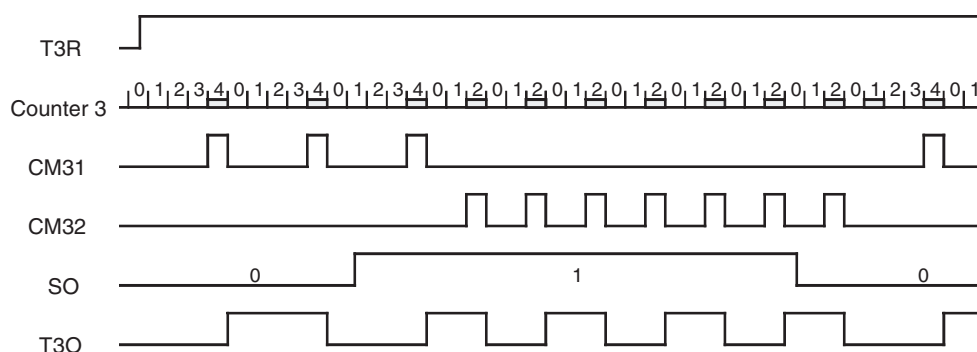 T3R
Counter 3 0 1 2 3 4 0 1 2 3 4 0 1 2 3 4 0 1 2 0 1 2 0 1 2 0 1 2 0 1 2 0 1 2 0 1 2 0 1 2 3 4 0 1
CM31
CM32
SO 0 1 0
T3O